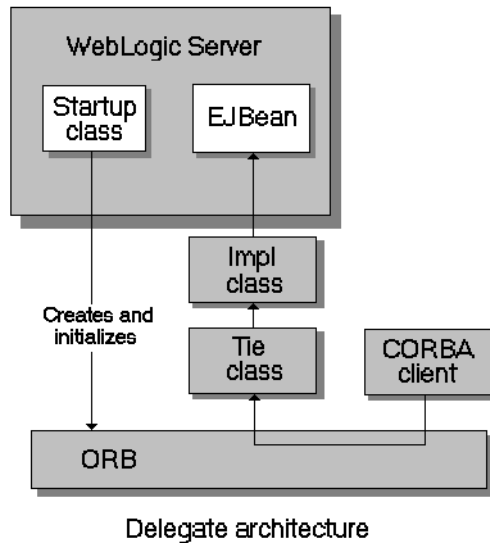 WebLogic Server
Startup
class
EJBean
Impl
class
Creates and
initializes
Tie
class
CORBA
client
ORB
Delegate architecture